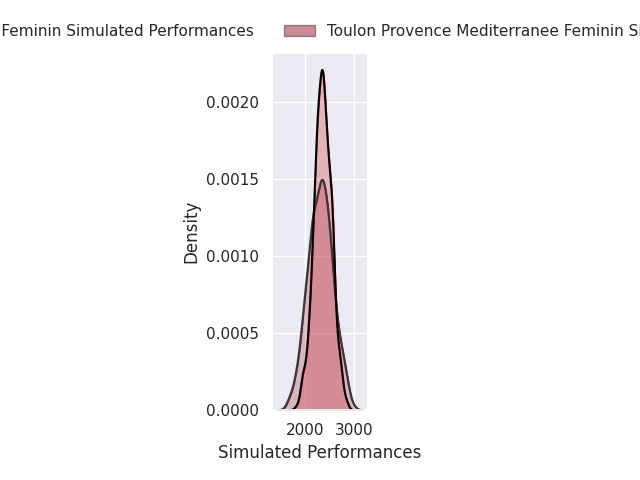 Feminin Simulated Performances
Toulon Provence Mediterranee Feminin
0.0020
0.0015
0.0010
0.0005
0.0000
Density
2000 3000
Simulated Performances